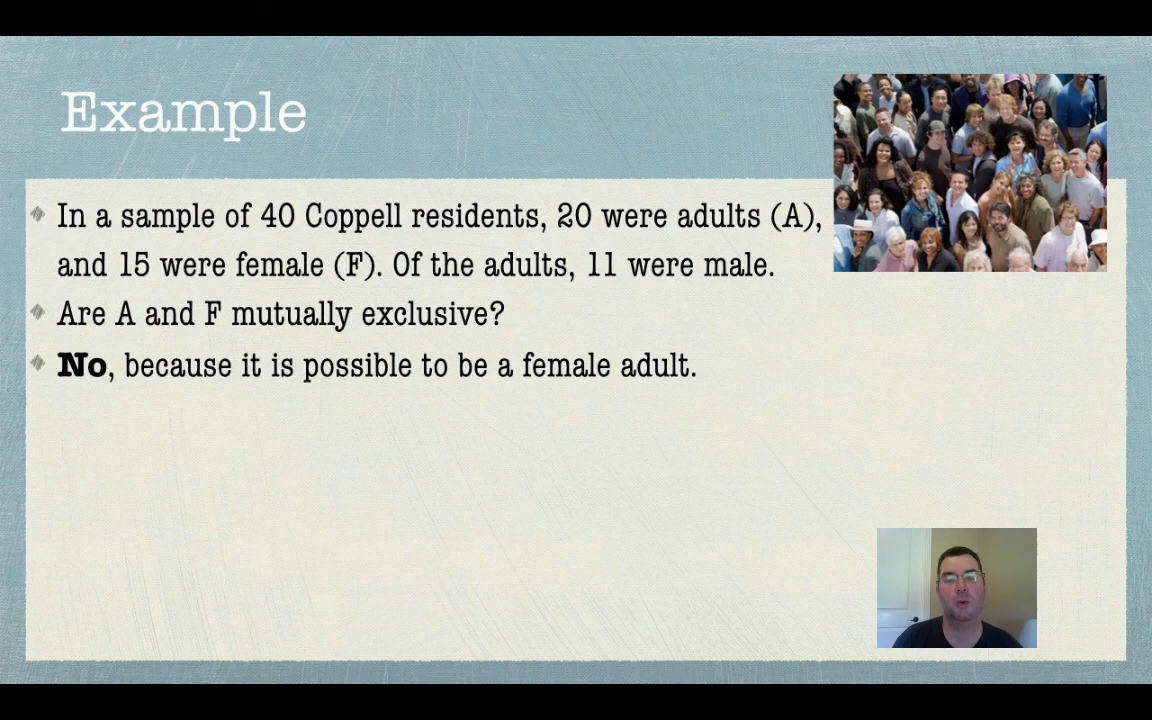 Example
In a sample of 40 Coppell residents, 20 were adults (A),
and 15 were female (F). Of the adults, 11 were male.
Are A and F mutually exclusive?
No, because it is possible to be a female adult.